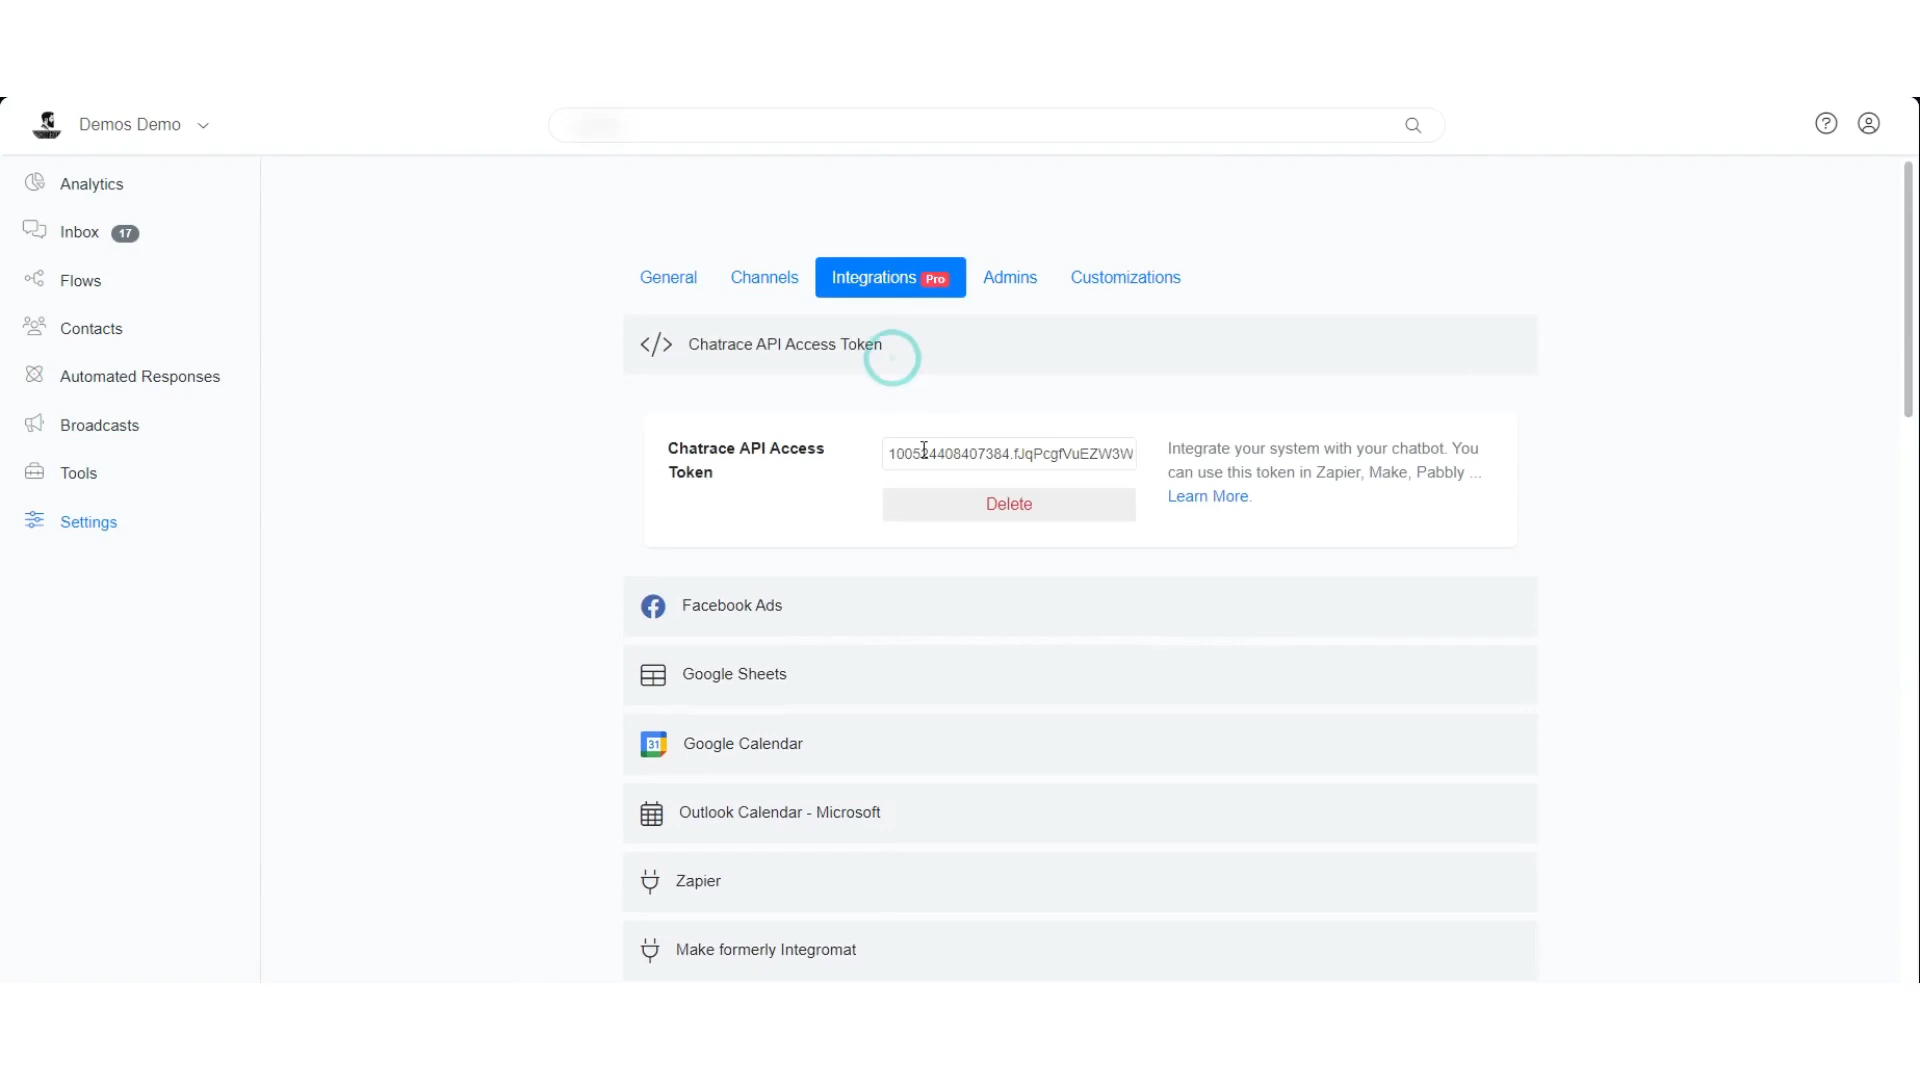 Demos Demo
Analytics
Inbox 17
Flows
Contacts
Automated Responses
Broadcasts
Tools
Settings
General Channels Integrations Pro Admins Customizations
Chatrace API Access Token
Chatrace API Access
Token
100524408407384.fJqPcgfVuEZW3W
Delete
Integrate your system with your chatbot. You
can use this token in Zapier, Make, Pabbly ...
Learn More.
Facebook Ads
Google Sheets
31
Google Calendar
Outlook Calendar - Microsoft
Zapier
Make formerly Integromat